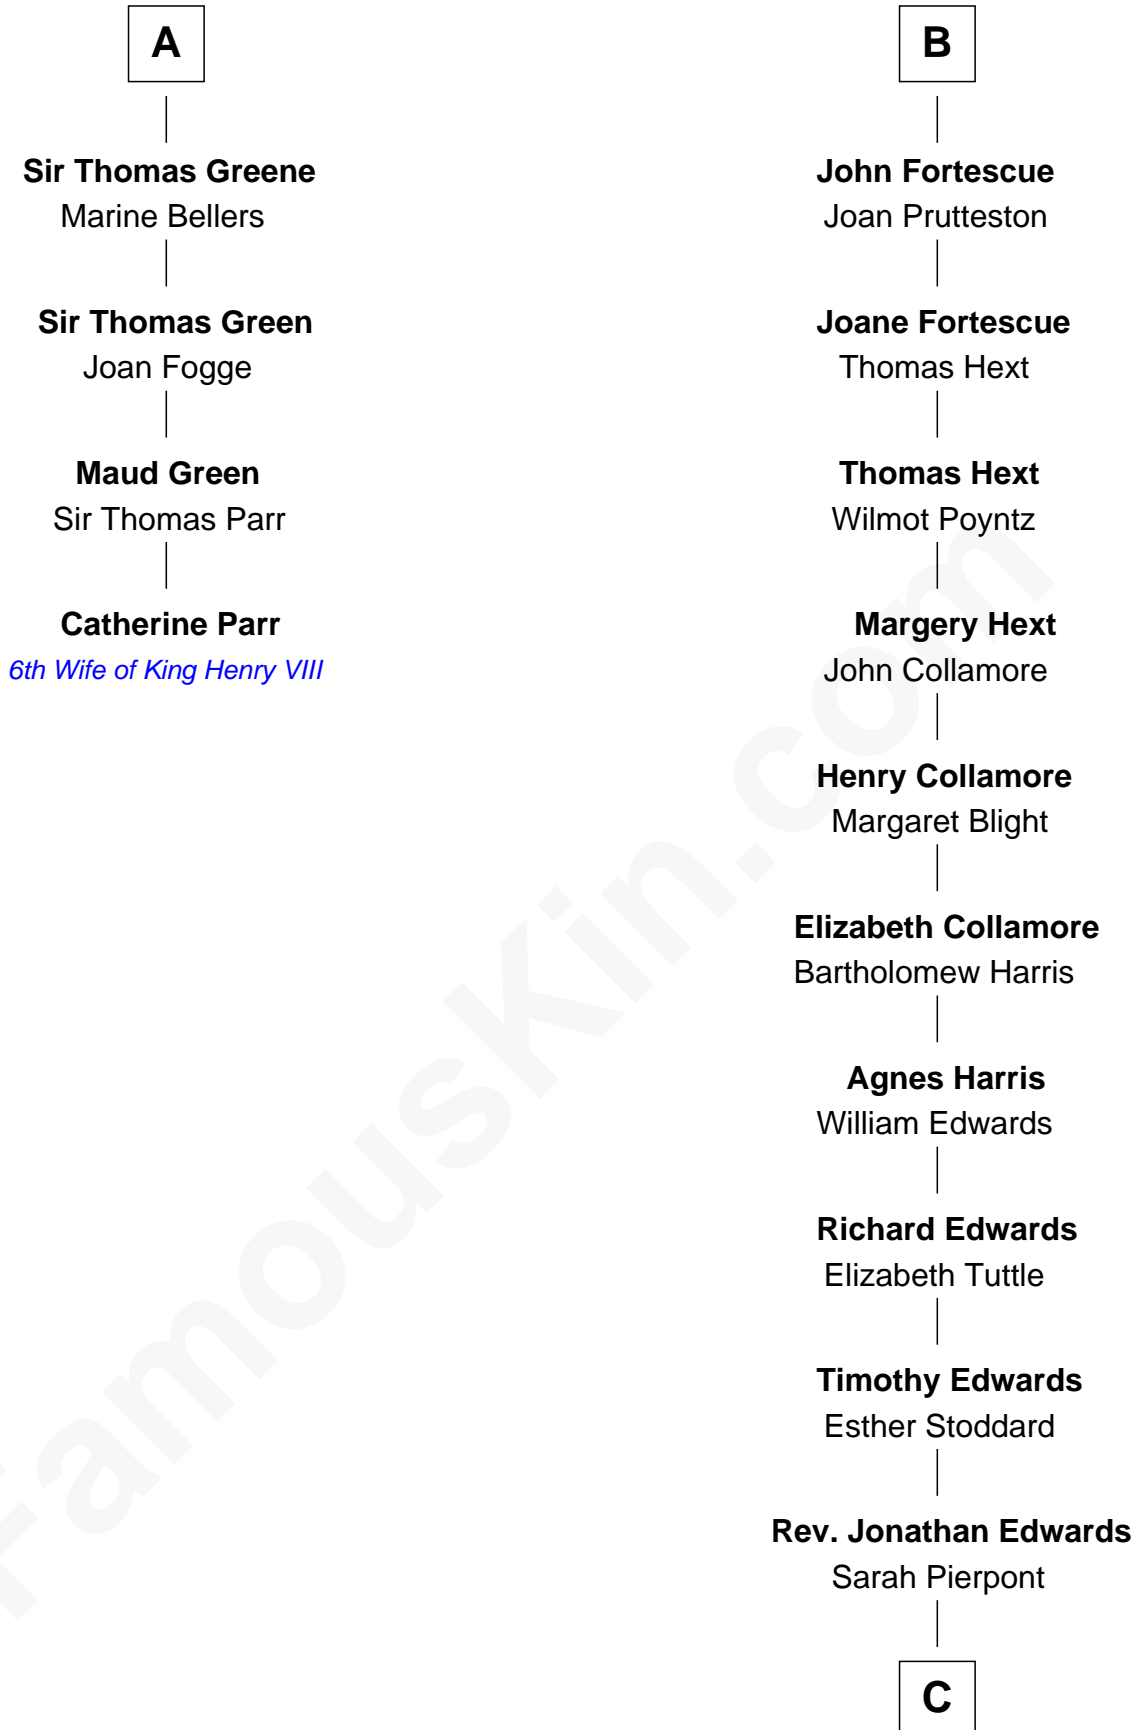 A
Sir Thomas Greene
Marine Bellers
Sir Thomas Green
Joan Fogge
Maud Green
Sir Thomas Parr
Catherine Parr
6th Wife of King Henry VIII
B
John Fortescue
Joan Prutteston
Joane Fortescue
Thomas Hext
Thomas Hext
Wilmot Poyntz
Margery Hext
John Collamore
Henry Collamore
Margaret Blight
Elizabeth Collamore
Bartholomew Harris
Agnes Harris
William Edwards
Richard Edwards
Elizabeth Tuttle
Timothy Edwards
Esther Stoddard
Rev. Jonathan Edwards
Sarah Pierpont
C
FamousKin.com